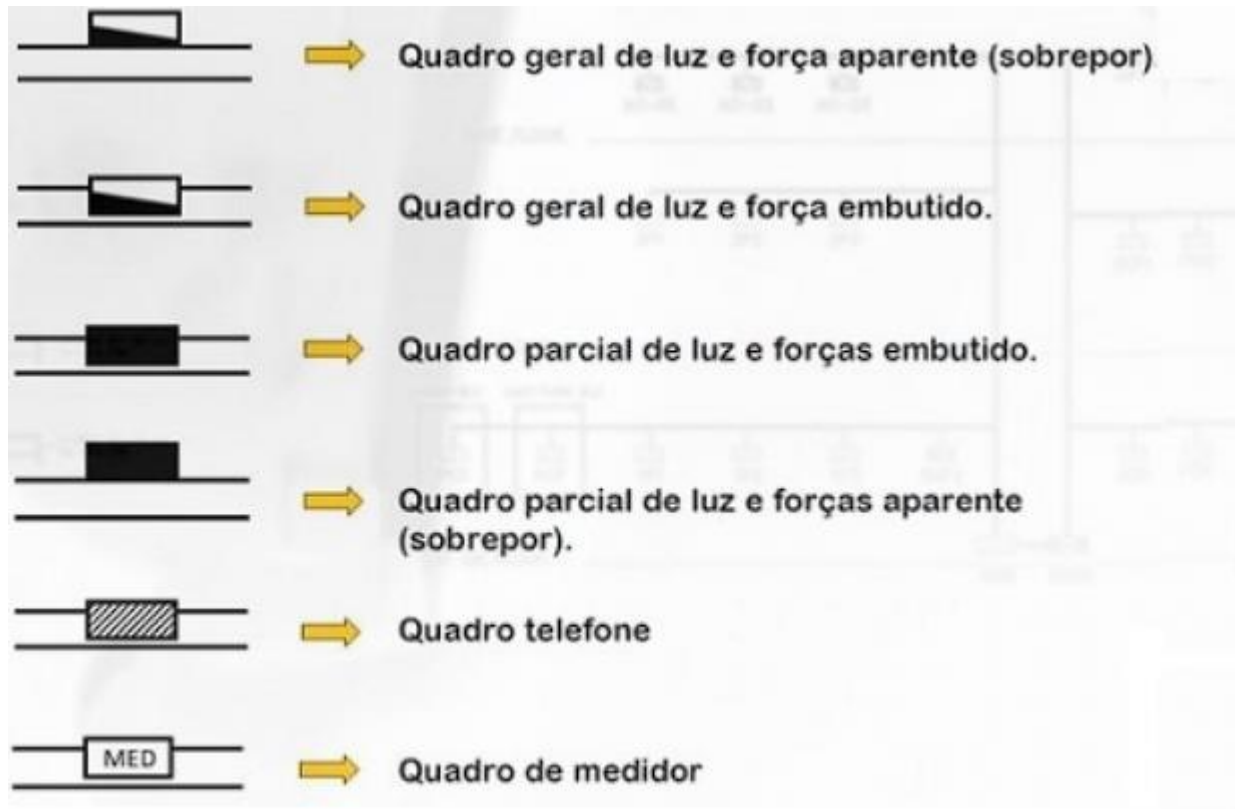 Quadro geral de luz e força aparente (sobrepor)
Quadro geral de luz e força embutido.
Quadro parcial de luz e forças embutido.
Quadro parcial de luz e forças aparente
(sobrepor).
Quadro telefone
MED
Quadro de medidor